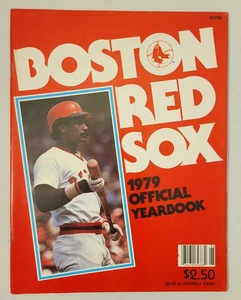 BOSTON
RED
SOX
1979
OFFICIAL
YEARBOOK
$2.50